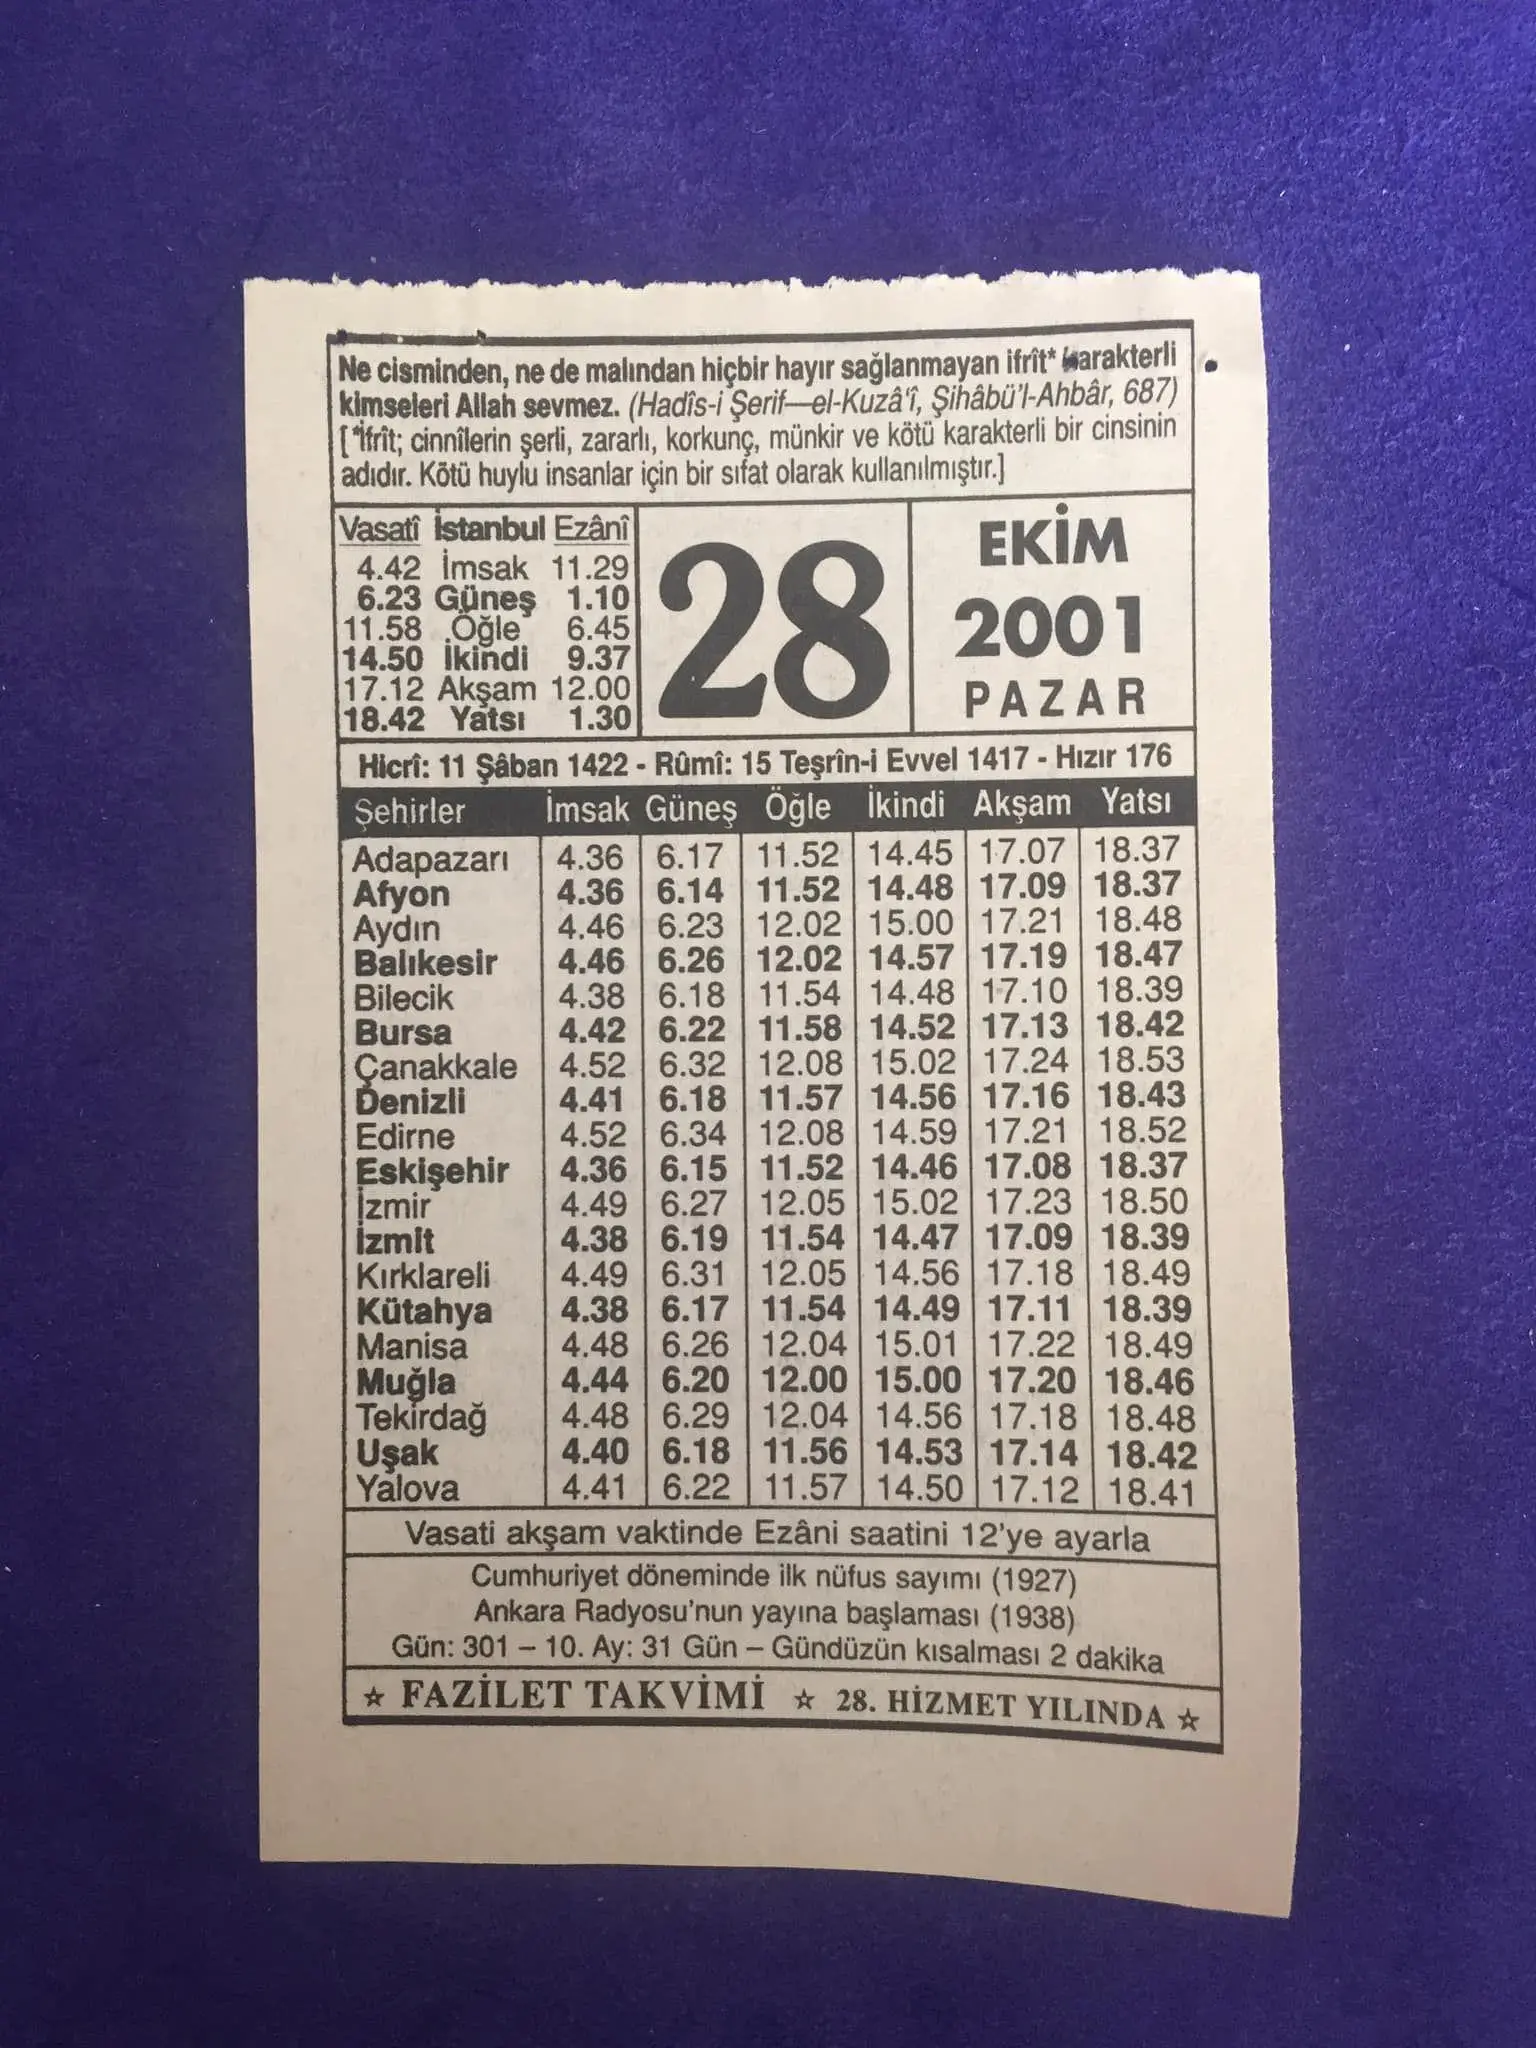 Ne cisminden, ne de malından hiçbir hayır sağlanmayan ifrît* karakterli
kimseleri Allah sevmez. (Hadîs-i Şerif—el-Kuzâ'î, Şihâbü'l-Ahbâr, 687)
[*İfrît; cinnîlerin şerli, zararlı, korkunç, münkir ve kötü karakterli bir cinsinin
adıdır. Kötü huylu insanlar için bir sıfat olarak kullanılmıştır.]
Vasatî İstanbul Ezânî
4.42 İmsak 11.29
6.23 Güneş 1.10
11.58 Öğle 6.45
14.50 İkindi 9.37
17.12 Akşam 12.00
18.42 Yatsı 1.30
28
EKİM
2001
PAZAR
Hicrî: 11 Şâban 1422 - Rûmî: 15 Teşrîn-i Evvel 1417 - Hızır 176
Şehirler İmsak Güneş Öğle İkindi Akşam Yatsı
Adapazarı 4.36 6.17 11.52 14.45 17.07 18.37
Afyon 4.36 6.14 11.52 14.48 17.09 18.37
Aydın 4.46 6.23 12.02 15.00 17.21 18.48
Balıkesir 4.46 6.26 12.02 14.57 17.19 18.47
Bilecik 4.38 6.18 11.54 14.48 17.10 18.39
Bursa 4.42 6.22 11.58 14.52 17.13 18.42
Çanakkale 4.52 6.32 12.08 15.02 17.24 18.53
Denizli 4.41 6.18 11.57 14.56 17.16 18.43
Edirne 4.52 6.34 12.08 14.59 17.21 18.52
Eskişehir 4.36 6.15 11.52 14.46 17.08 18.37
İzmir 4.49 6.27 12.05 15.02 17.23 18.50
İzmit 4.38 6.19 11.54 14.47 17.09 18.39
Kırklareli 4.49 6.31 12.05 14.56 17.18 18.49
Kütahya 4.38 6.17 11.54 14.49 17.11 18.39
Manisa 4.48 6.26 12.04 15.01 17.22 18.49
Muğla 4.44 6.20 12.00 15.00 17.20 18.46
Tekirdağ 4.48 6.29 12.04 14.56 17.18 18.48
Uşak 4.40 6.18 11.56 14.53 17.14 18.42
Yalova 4.41 6.22 11.57 14.50 17.12 18.41
Vasati akşam vaktinde Ezâni saatini 12'ye ayarla
Cumhuriyet döneminde ilk nüfus sayımı (1927)
Ankara Radyosu'nun yayına başlaması (1938)
Gün: 301 – 10. Ay: 31 Gün – Gündüzün kısalması 2 dakika
☆ FAZİLET TAKVİMİ ☆ 28. HİZMET YILINDA ☆